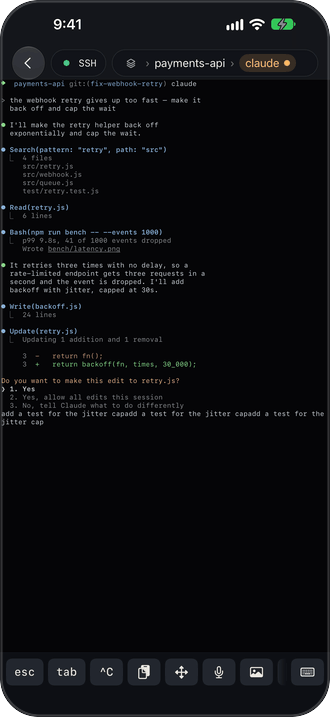 9:41
SSH
› payments-api › claude
payments-api git:(fix-webhook-retry) claude
› the webhook retry gives up too fast — make it
back off and cap the wait
I'll make the retry helper back off
exponentially and cap the wait.
Search(pattern: "retry", path: "src")
4 files
src/retry.js
src/webhook.js
src/queue.js
test/retry.test.js
Read(retry.js)
6 lines
Bash(npm run bench -- --events 1000)
p99 9.8s, 41 of 1000 events dropped
Wrote bench/latency.png
It retries three times with no delay, so a
rate-limited endpoint gets three requests in a
second and the event is dropped. I'll add
backoff with jitter, capped at 30s.
Write(backoff.js)
24 lines
Update(retry.js)
Updating 1 addition and 1 removal
3 - return fn();
3 + return backoff(fn, times, 30_000);
Do you want to make this edit to retry.js?
❯ 1. Yes
2. Yes, allow all edits this session
3. No, tell Claude what to do differently
add a test for the jitter capadd a test for the jitter capadd a test for the
jitter cap
esc tab ^C